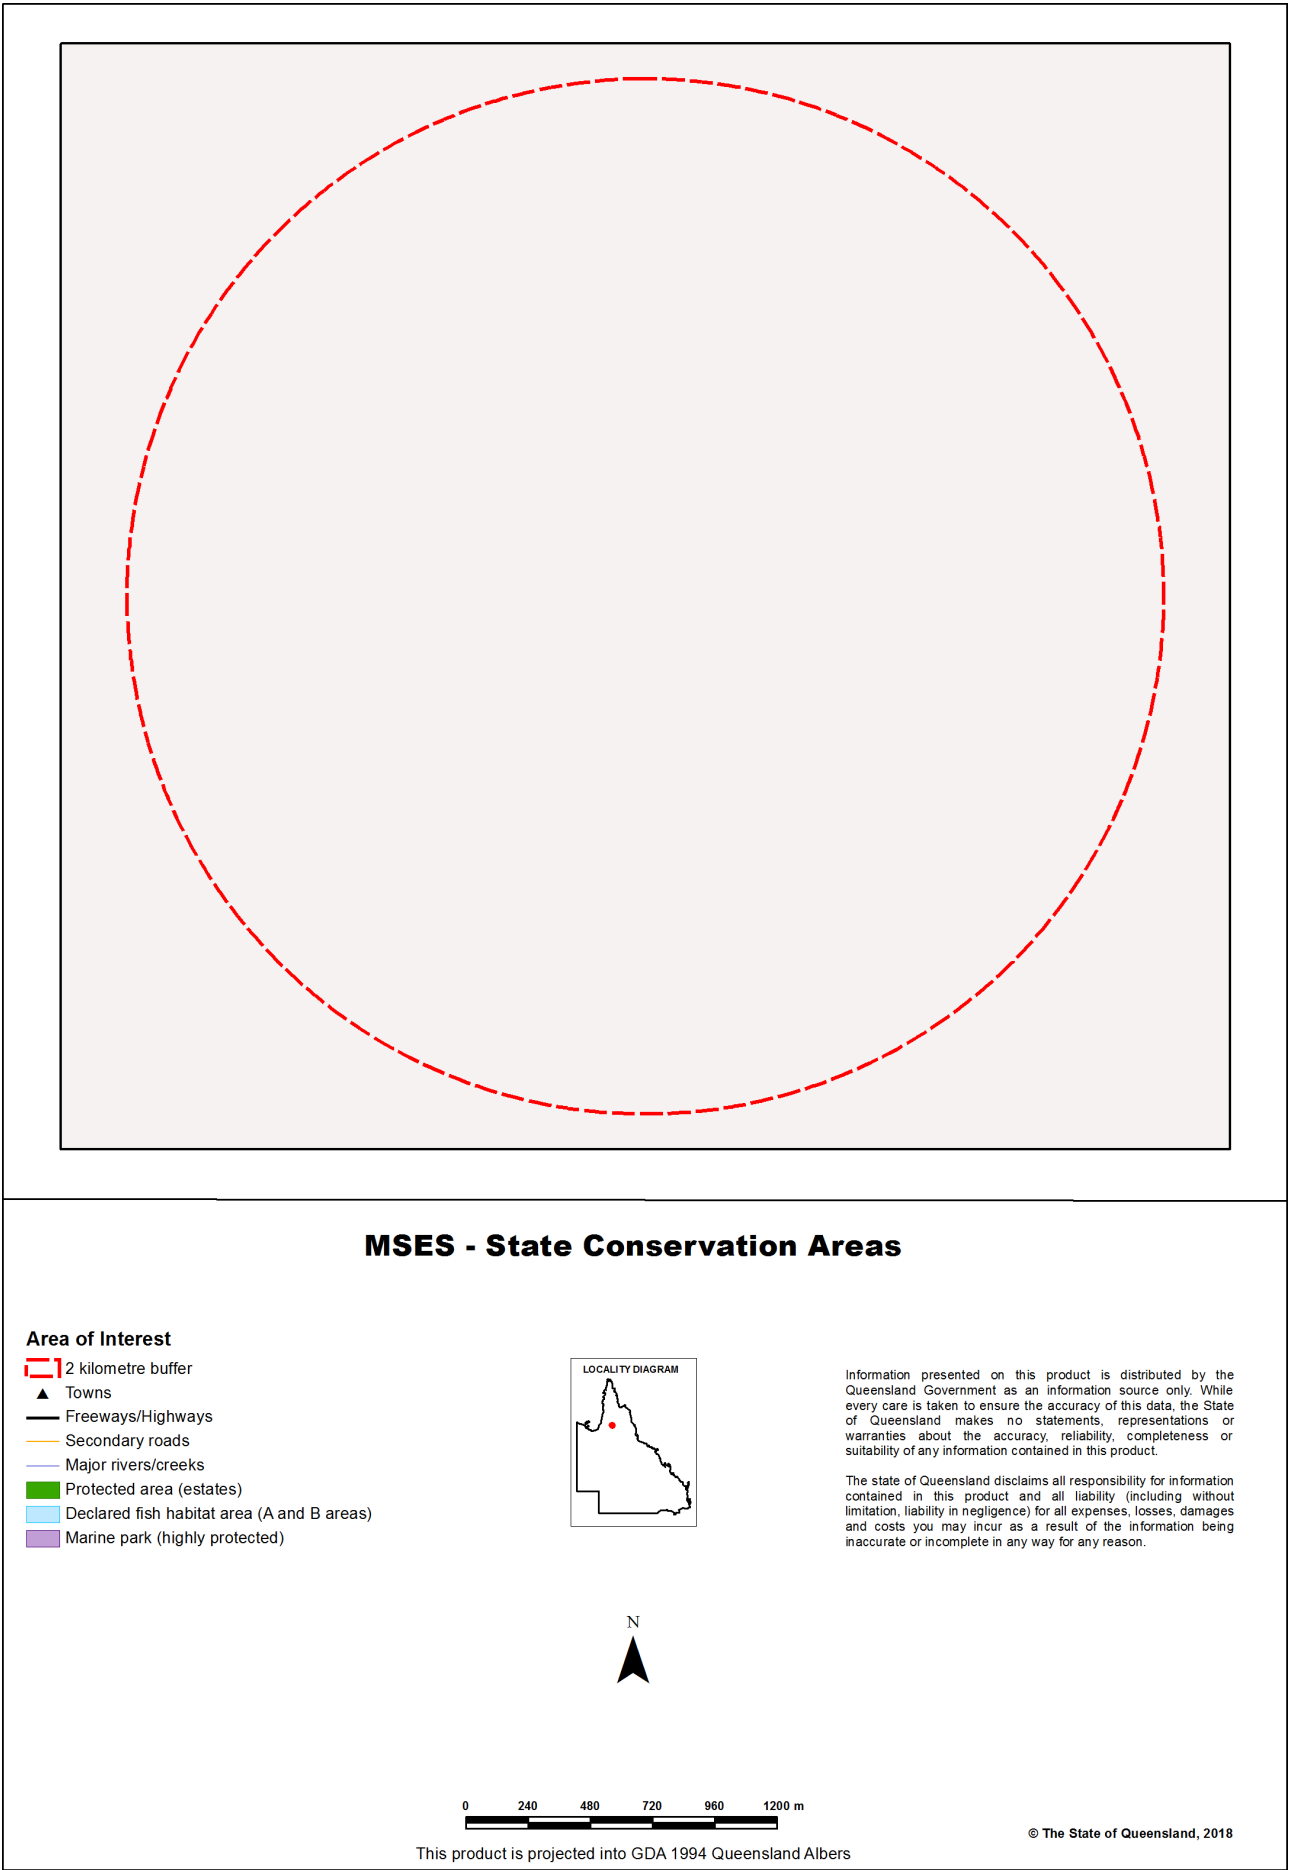 MSES - State Conservation Areas
Area of Interest
2 kilometre buffer
Towns
Freeways/Highways
Secondary roads
Major rivers/creeks
Protected area (estates)
Declared fish habitat area (A and B areas)
Marine park (highly protected)
LOCALITY DIAGRAM
Information presented on this product is distributed by the
Queensland Government as an information source only. While
every care is taken to ensure the accuracy of this data, the State
of Queensland makes no statements, representations or
warranties about the accuracy, reliability, completeness or
suitability of any information contained in this product.
The state of Queensland disclaims all responsibility for information
contained in this product and all liability (including without
limitation, liability in negligence) for all expenses, losses, damages
and costs you may incur as a result of the information being
inaccurate or incomplete in any way for any reason.
N
0 240 480 720 960 1200 m
© The State of Queensland, 2018
This product is projected into GDA 1994 Queensland Albers